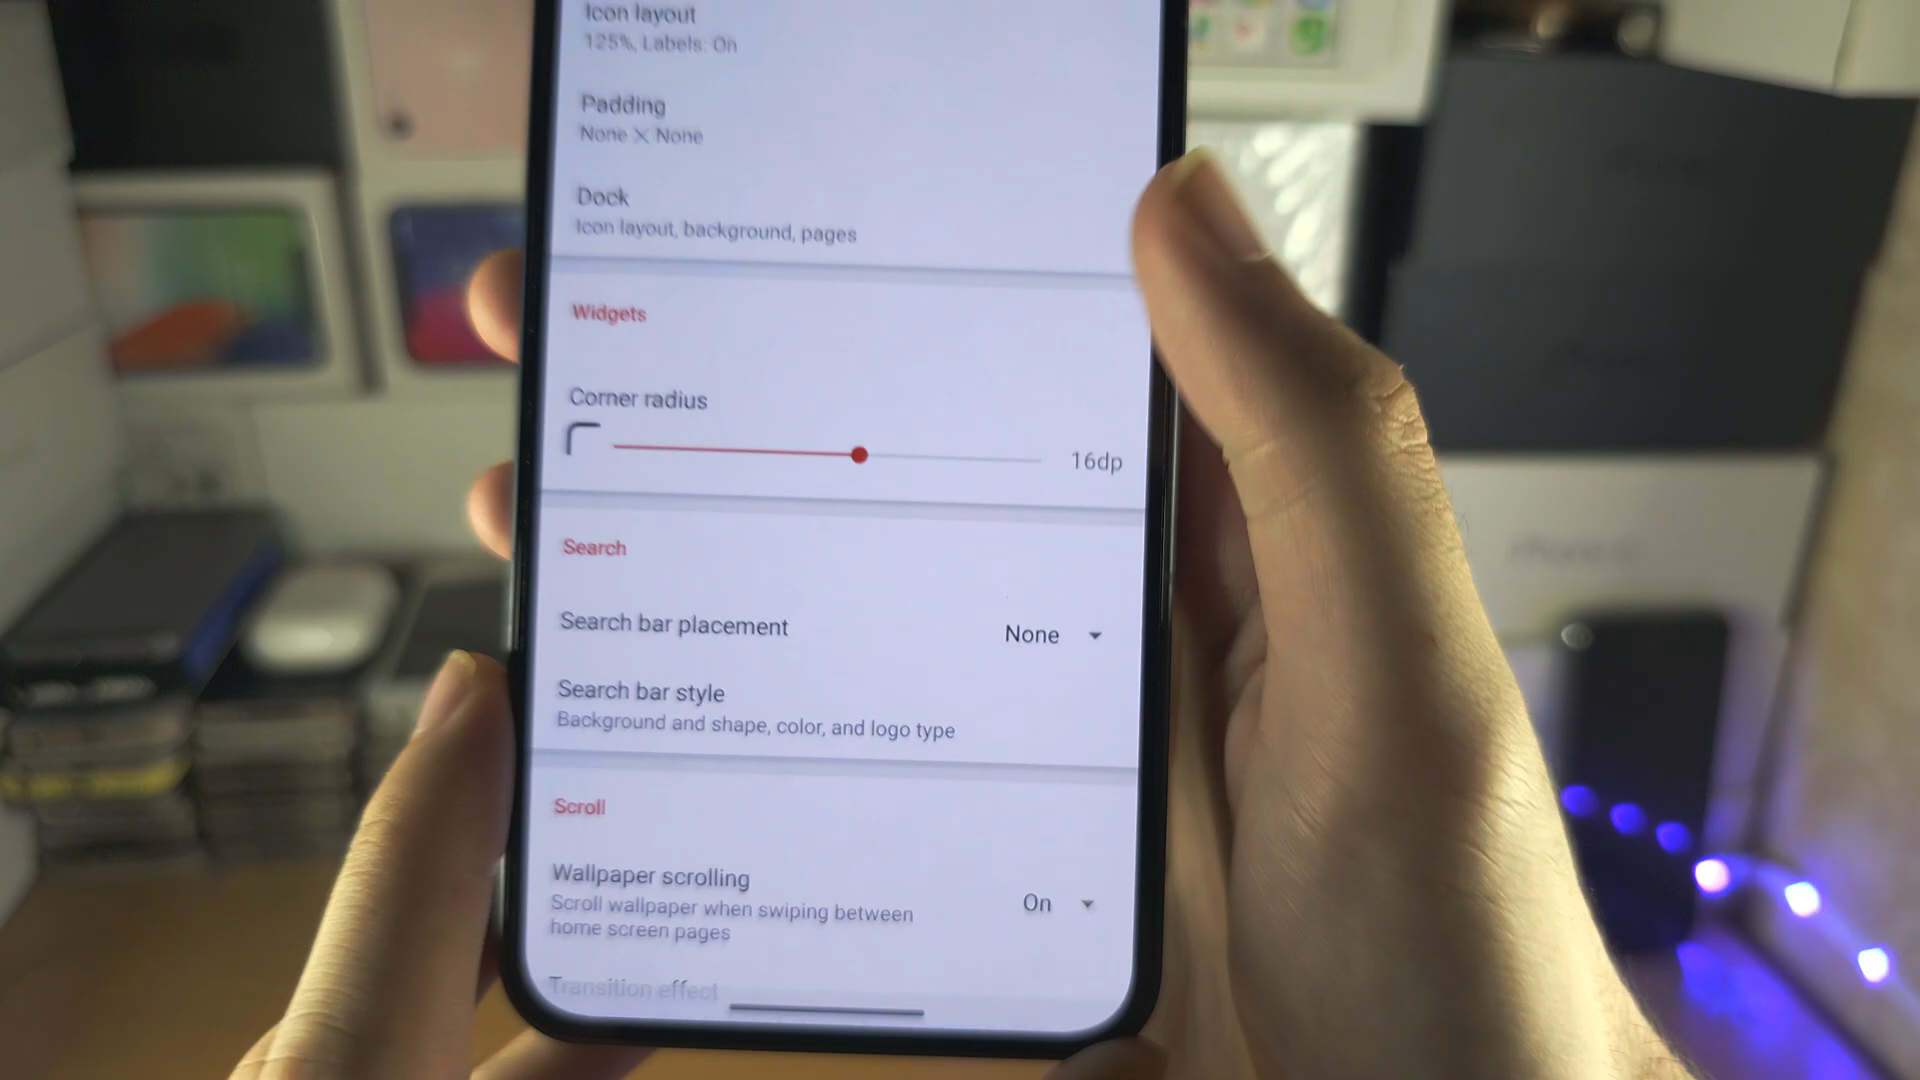 Icon layout
125%, Labels: On
Padding
None X None
Dock
Icon layout, background, pages
Widgets
Corner radius
16dp
Search
Search bar placement
None
Search bar style
Background and shape, color, and logo type
Scroll
Wallpaper scrolling
On
Scroll wallpaper when swiping between
home screen pages
Transition effect